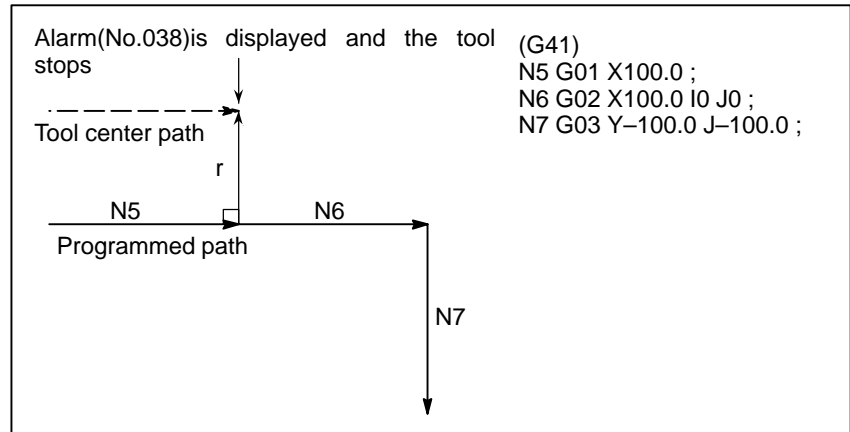 Alarm(No.038)is displayed and the tool
stops
(G41)
N5 G01 X100.0 ;
N6 G02 X100.0 I0 J0 ;
N7 G03 Y–100.0 J–100.0 ;
Tool center path
r
N5
N6
Programmed path
N7